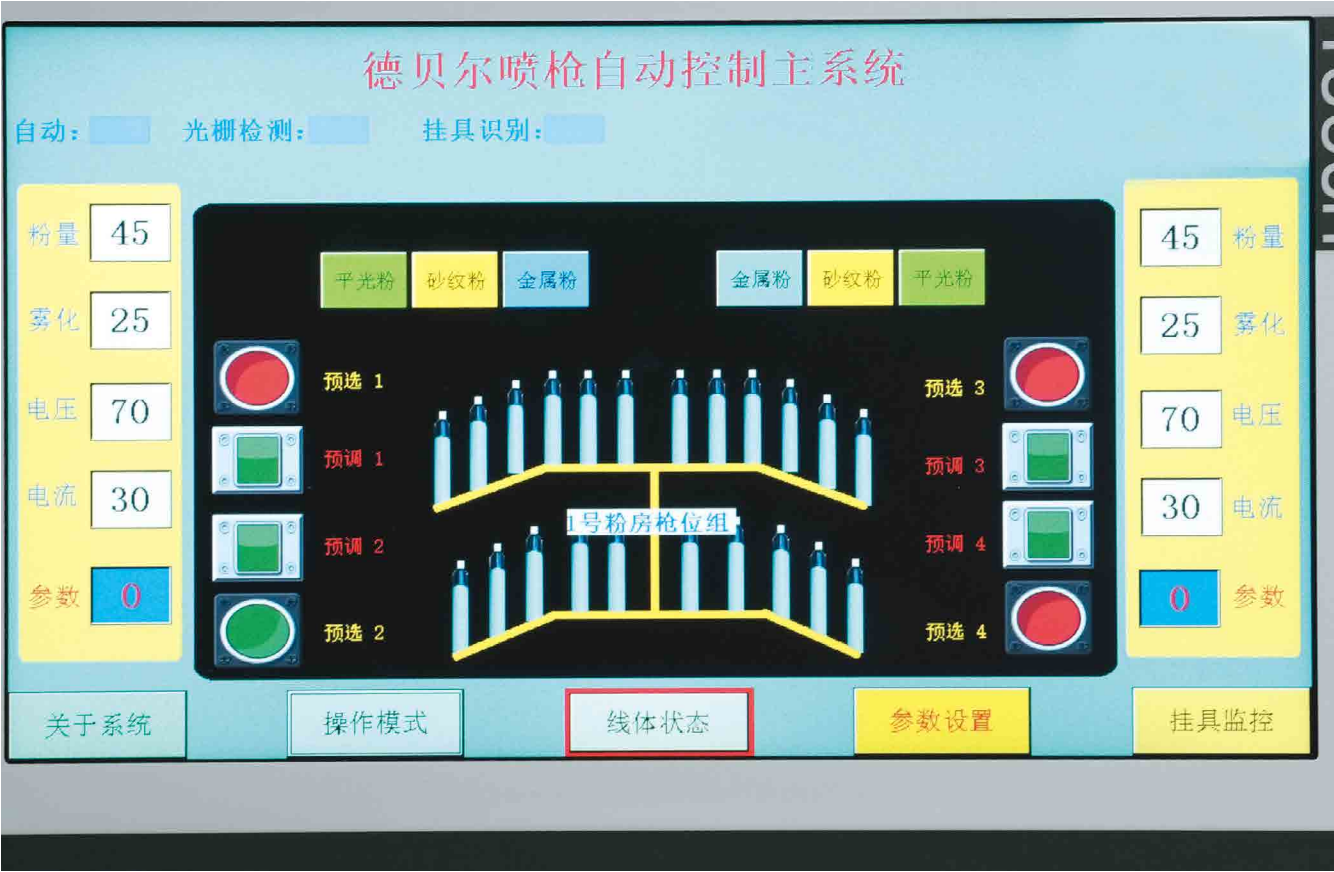 德贝尔喷枪自动控制主系统
自动: 光栅检测: 挂具识别:
粉量 45
雾化 25
电压 70
电流 30
参数 0
平光粉 砂纹粉 金属粉 金属粉 砂纹粉 平光粉
预选 1
预调 1
预调 2
预选 2
1号粉房枪位组
预选 3
预调 3
预调 4
预选 4
45 粉量
25 雾化
70 电压
30 电流
0 参数
关于系统 操作模式 线体状态 参数设置 挂具监控